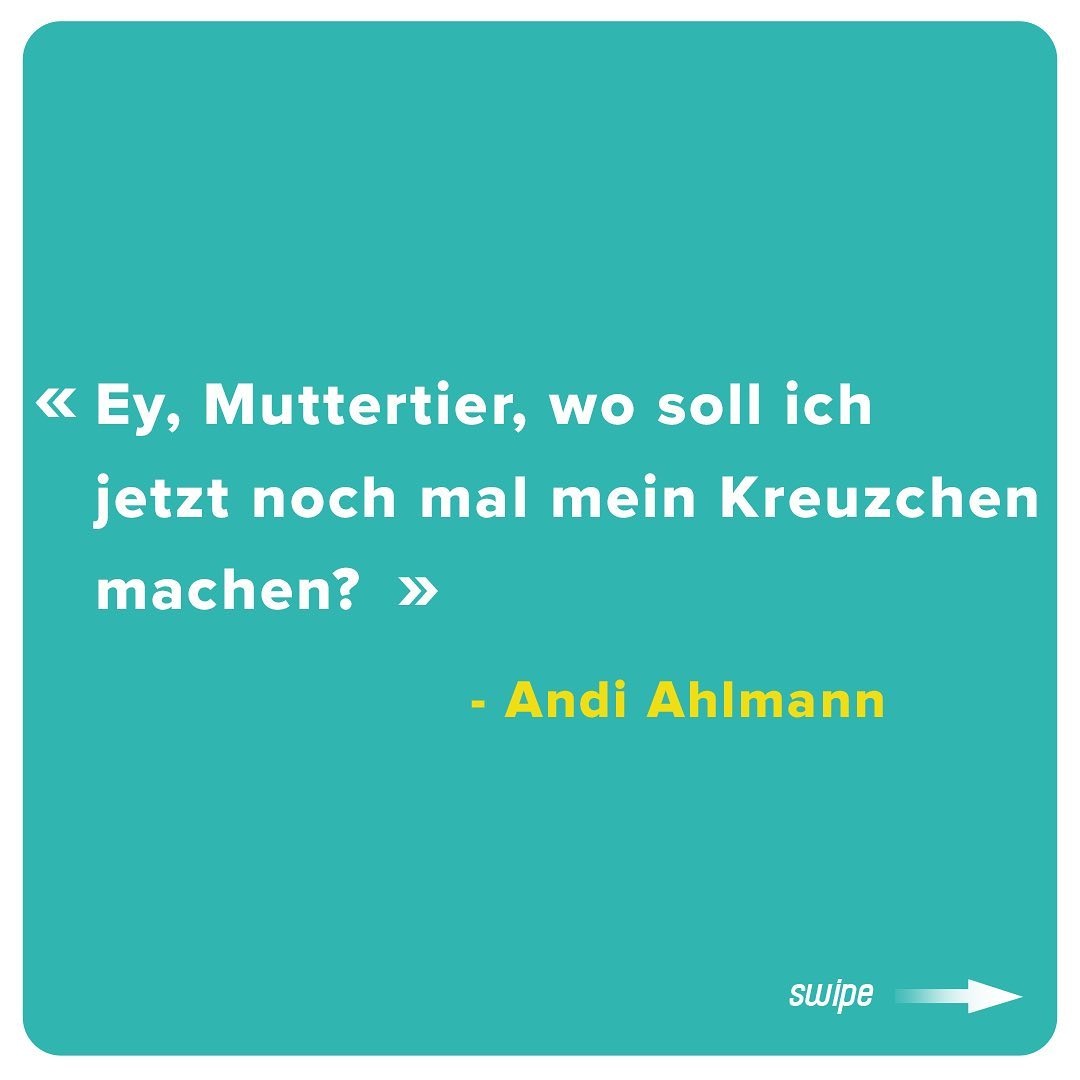 « Ey, Muttertier, wo soll ich
jetzt noch mal mein Kreuzchen
machen? »
- Andi Ahlmann
swipe